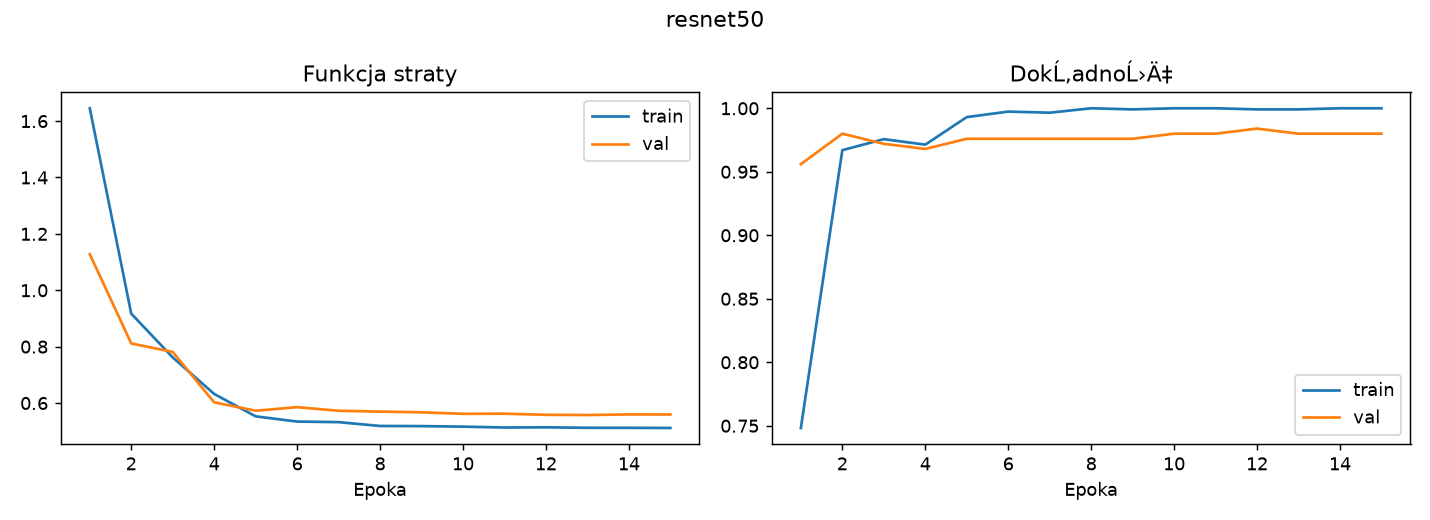 resnet50
Funkcja straty
DokĹ‚adnoĹ›Ä‡
1.6
1.4
1.2
1.0
0.8
0.6
train
val
2 4 6 8 10 12 14
Epoka
1.00
0.95
0.90
0.85
0.80
0.75
train
val
2 4 6 8 10 12 14
Epoka